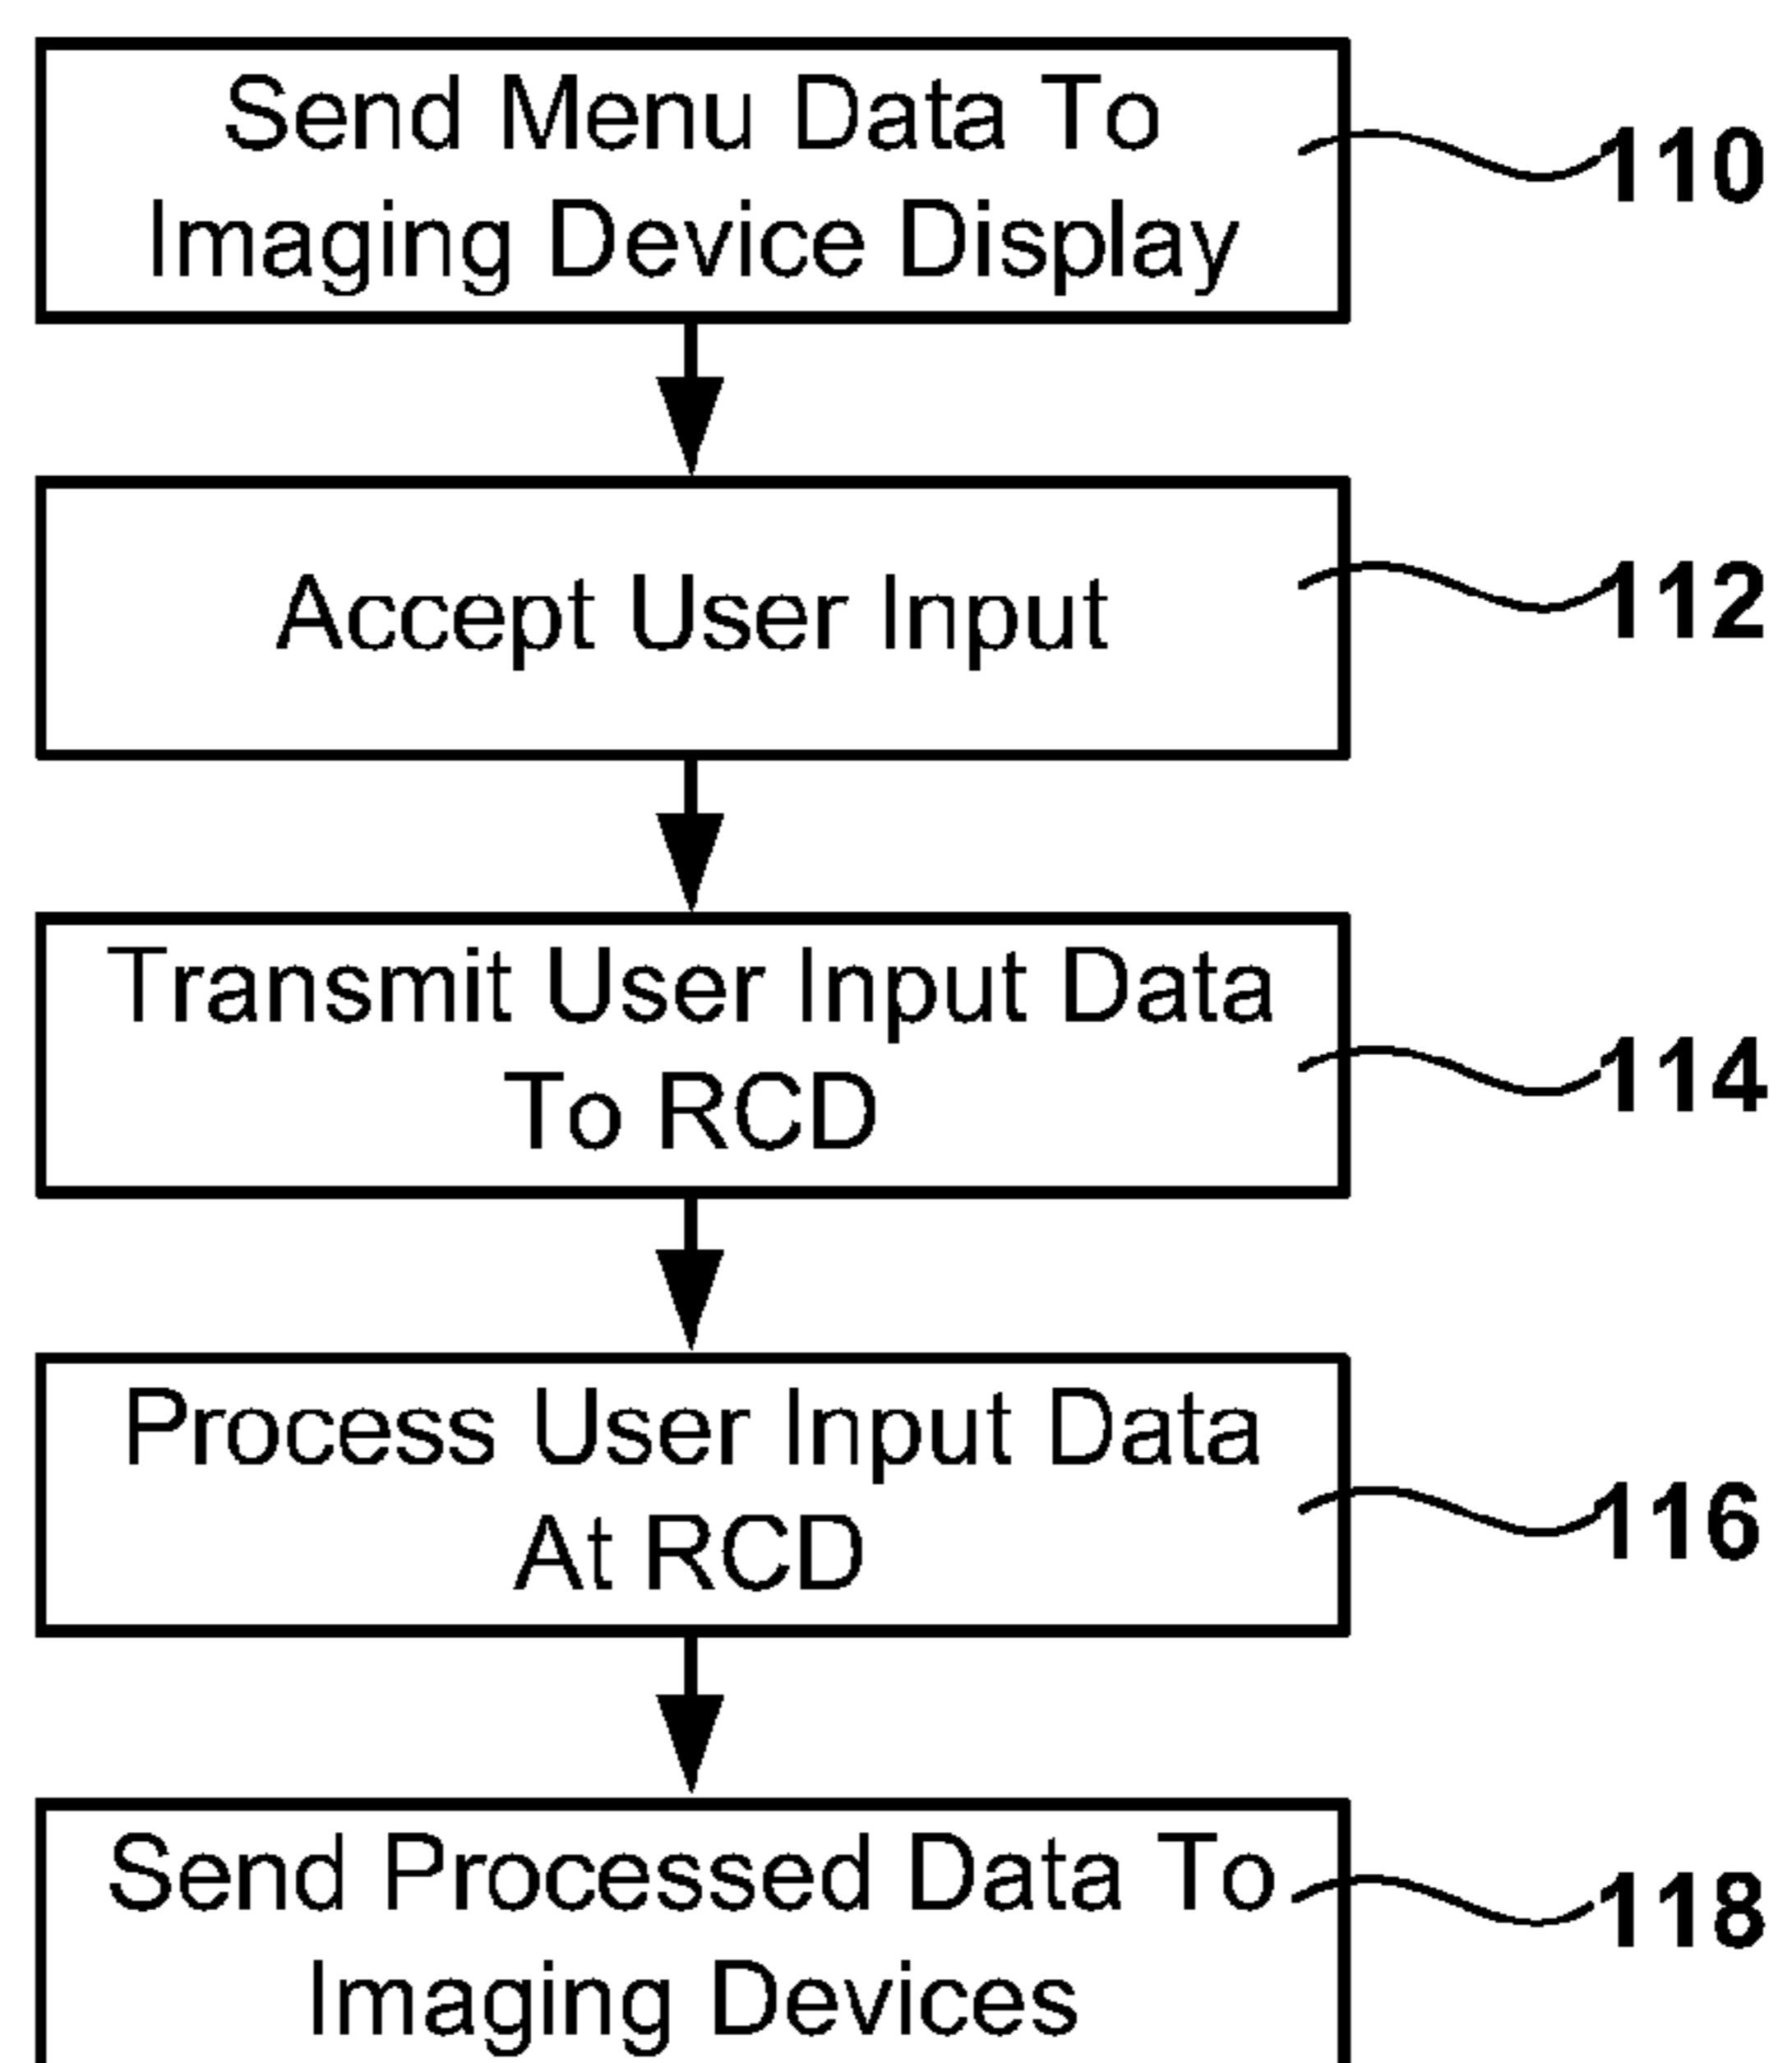 Send Menu Data To
Imaging Device Display
110
Accept User Input
112
Transmit User Input Data
To RCD
114
Process User Input Data
At RCD
116
Send Processed Data To
Imaging Devices
118